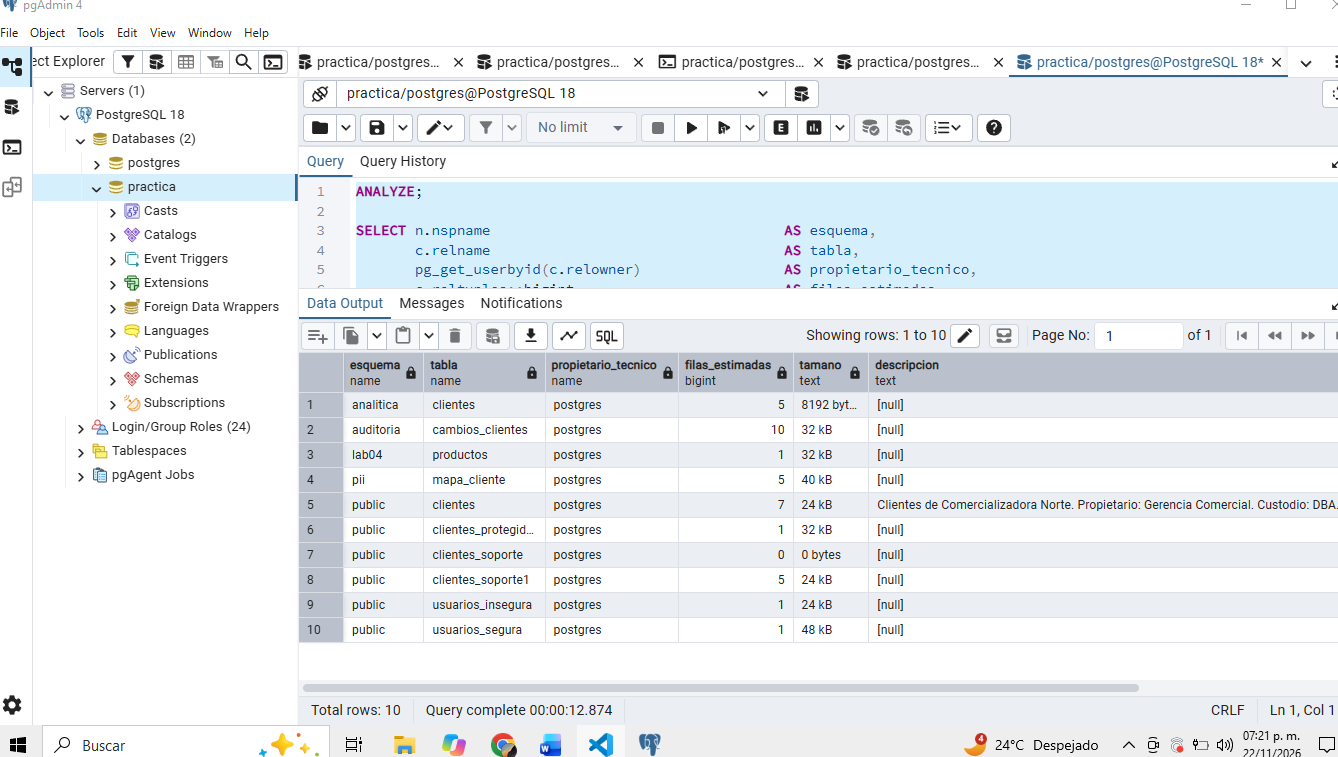 pgAdmin 4
File Object Tools Edit View Window Help
ect Explorer
practica/postgres...
practica/postgres...
practica/postgres...
practica/postgres...
practica/postgres@PostgreSQL 18*
Servers (1)
PostgreSQL 18
Databases (2)
postgres
practica
Casts
Catalogs
Event Triggers
Extensions
Foreign Data Wrappers
Languages
Publications
Schemas
Subscriptions
Login/Group Roles (24)
Tablespaces
pgAgent Jobs
practica/postgres@PostgreSQL 18
No limit
E
Query Query History
1 ANALYZE;
2
3 SELECT n.nspname AS esquema,
4 c.relname AS tabla,
5 pg_get_userbyid(c.relowner) AS propietario_tecnico,
Data Output Messages Notifications
SQL
Showing rows: 1 to 10
Page No: 1 of 1
esquema tabla propietario_tecnico filas_estimadas tamano descripcion
name name name bigint text text
1 analitica clientes postgres 5 8192 byt... [null]
2 auditoria cambios_clientes postgres 10 32 kB [null]
3 lab04 productos postgres 1 32 kB [null]
4 pii mapa_cliente postgres 5 40 kB [null]
5 public clientes postgres 7 24 kB Clientes de Comercializadora Norte. Propietario: Gerencia Comercial. Custodio: DBA.
6 public clientes_protegid... postgres 1 32 kB [null]
7 public clientes_soporte postgres 0 0 bytes [null]
8 public clientes_soporte1 postgres 5 24 kB [null]
9 public usuarios_insegura postgres 1 24 kB [null]
10 public usuarios_segura postgres 1 48 kB [null]
Total rows: 10 Query complete 00:00:12.874 CRLF Ln 1, Col 1
Buscar
4
24°C Despejado
07:21 p. m.
22/11/2026